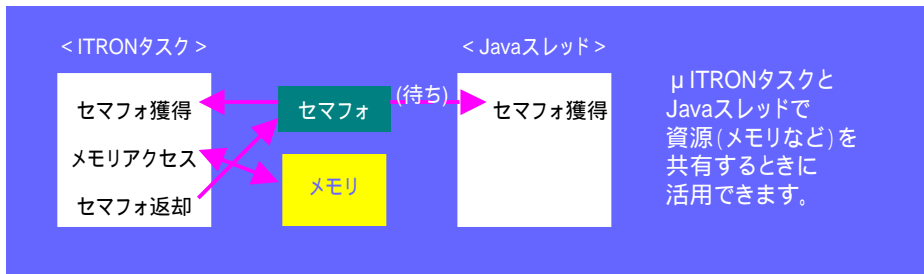 < ITRONタスク >
セマフォ獲得
メモリアクセス
セマフォ返却
セマフォ
(待ち)
メモリ
< Javaスレッド >
セマフォ獲得
μITRONタスクと
Javaスレッドで
資源(メモリなど)を
共有するときに
活用できます。